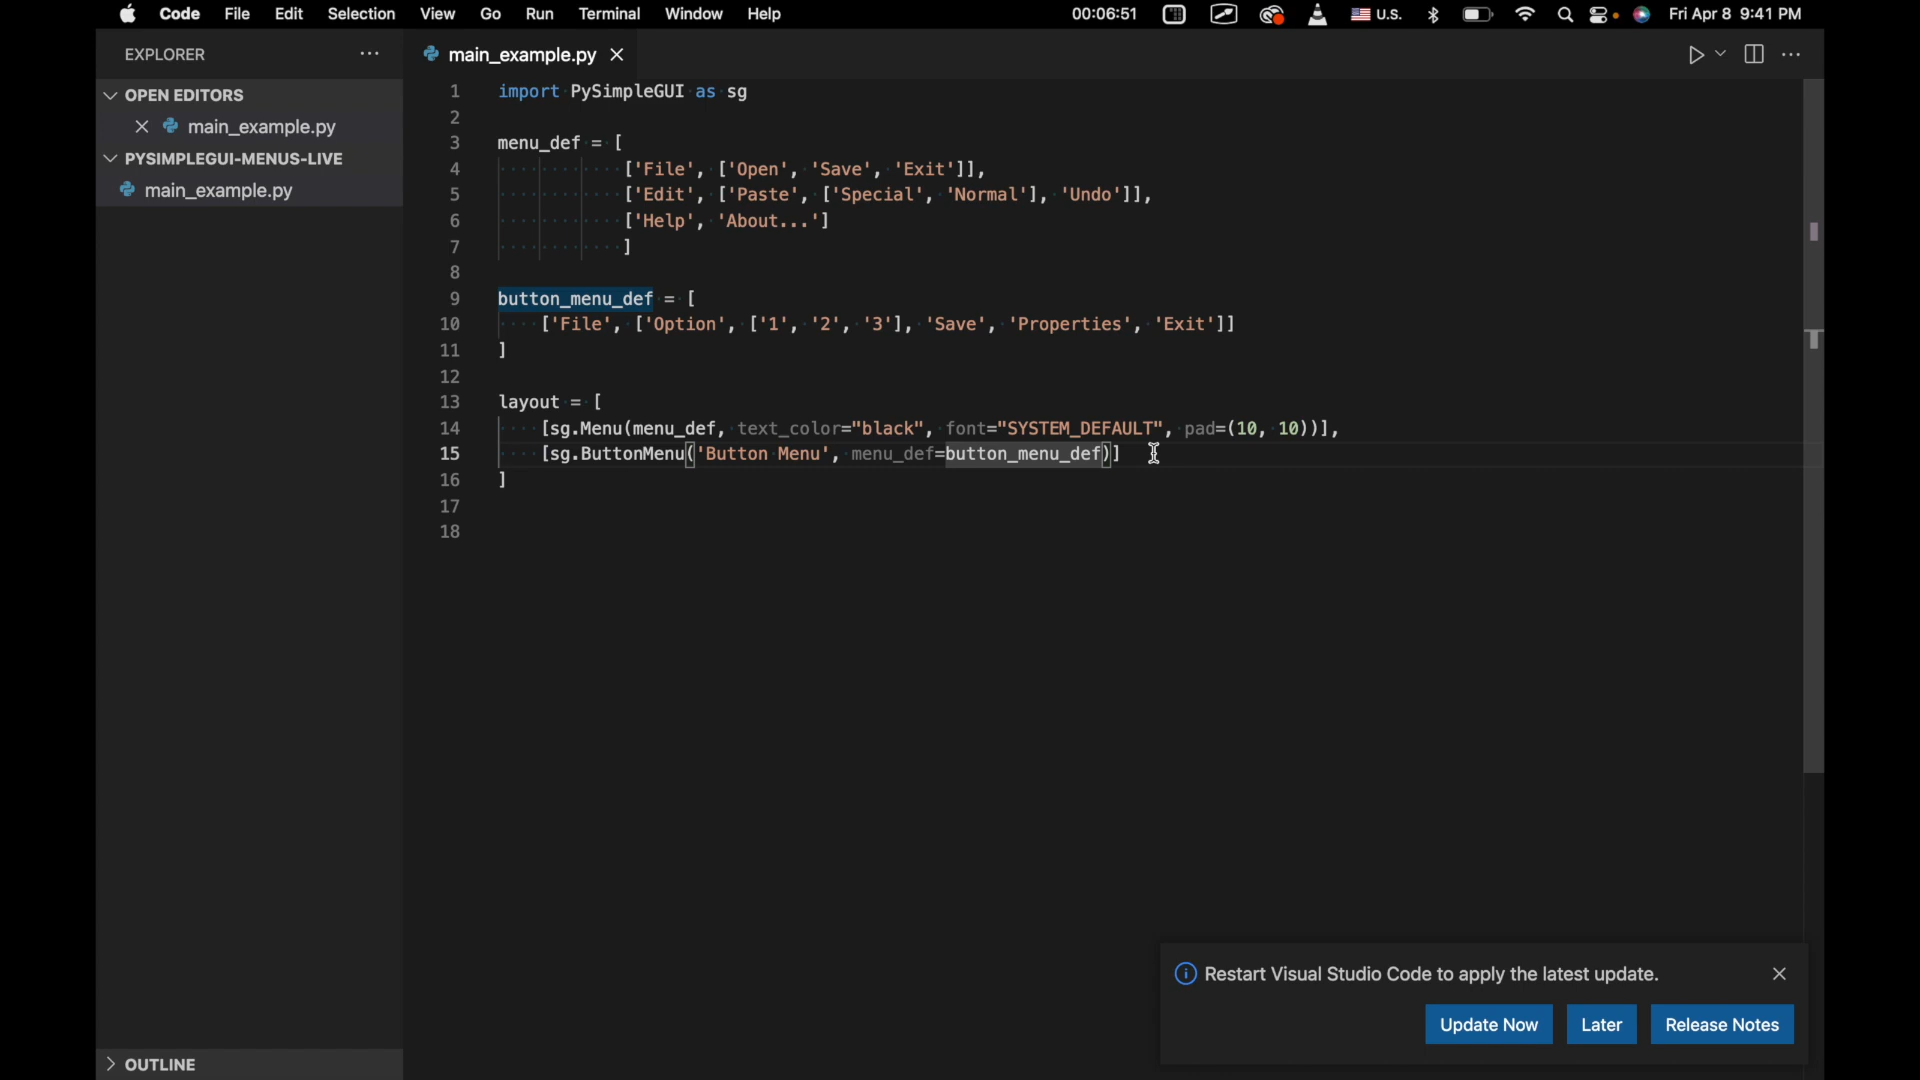 Code File Edit Selection View Go Run Terminal Window Help 00:06:51 U.S. Fri Apr 8 9:41 PM
EXPLORER
main_example.py
OPEN EDITORS
main_example.py
PYSIMPLEGUI-MENUS-LIVE
main_example.py
1 import PySimpleGUI as sg
2
3 menu_def = [
4 ['File', ['Open', 'Save', 'Exit']],
5 ['Edit', ['Paste', ['Special', 'Normal'], 'Undo']],
6 ['Help', 'About...']
7 ]
8
9 button_menu_def = [
10 ['File', ['Option', ['1', '2', '3'], 'Save', 'Properties', 'Exit']]
11 ]
12
13 layout = [
14 [sg.Menu(menu_def, text_color="black", font="SYSTEM_DEFAULT", pad=(10, 10))],
15 [sg.ButtonMenu('Button Menu', menu_def=button_menu_def)]
16 ]
17
18
Restart Visual Studio Code to apply the latest update.
Update Now Later Release Notes
OUTLINE